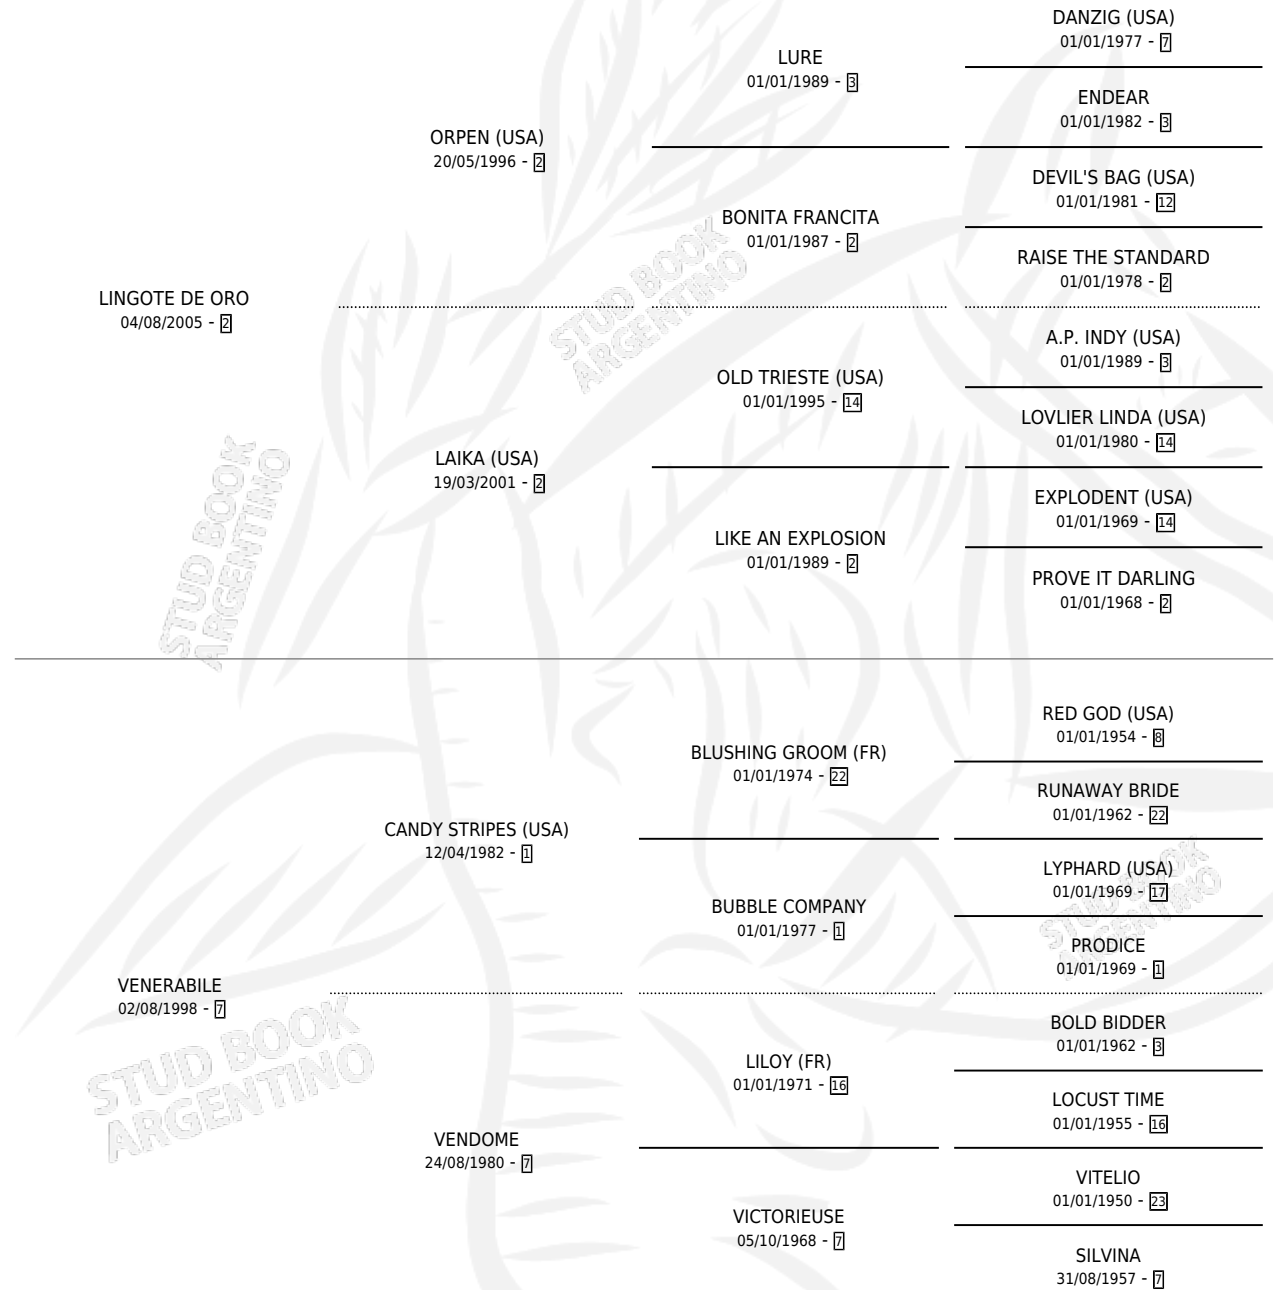 DANZIG (USA)
01/01/1977 - 7
LURE
01/01/1989 - 3
ENDEAR
01/01/1982 - 3
ORPEN (USA)
20/05/1996 - 2
DEVIL'S BAG (USA)
01/01/1981 - 12
BONITA FRANCITA
01/01/1987 - 2
RAISE THE STANDARD
01/01/1978 - 2
LINGOTE DE ORO
04/08/2005 - 2
A.P. INDY (USA)
01/01/1989 - 3
OLD TRIESTE (USA)
01/01/1995 - 14
LOVLIER LINDA (USA)
01/01/1980 - 14
LAIKA (USA)
19/03/2001 - 2
EXPLODENT (USA)
01/01/1969 - 14
LIKE AN EXPLOSION
01/01/1989 - 2
PROVE IT DARLING
01/01/1968 - 2
STUD BOOK
ARGENTINO
STUD BOOK
ARGENTINO
RED GOD (USA)
01/01/1954 - 8
BLUSHING GROOM (FR)
01/01/1974 - 22
RUNAWAY BRIDE
01/01/1962 - 22
CANDY STRIPES (USA)
12/04/1982 - 1
LYPHARD (USA)
01/01/1969 - 17
BUBBLE COMPANY
01/01/1977 - 1
PRODICE
01/01/1969 - 1
VENERABILE
02/08/1998 - 7
BOLD BIDDER
01/01/1962 - 3
LILOY (FR)
01/01/1971 - 16
LOCUST TIME
01/01/1955 - 16
VENDOME
24/08/1980 - 7
VITELIO
01/01/1950 - 23
VICTORIEUSE
05/10/1968 - 7
SILVINA
31/08/1957 - 7
STUD BOOK
ARGENTINO
STUD BOOK
ARGENTINO